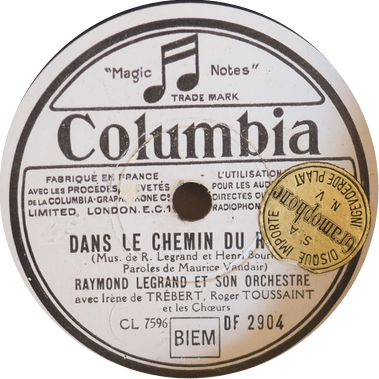 "Magic Notes"
TRADE MARK
Columbia
FABRIQUÉ EN FRANCE
AVEC LES PROCÉDÉS, VETÉS
DE LA COLUMBIA-GRAPHOPHONE
LIMITED. LONDON. E.C.1
L'UTILISATION
POUR LES AUD
DIRECTES OU
RADIOPHON
DISQUE IMPORTÉ
INGEVOERDE PLAAT
Gramophone
S.A.
N.V.
DANS LE CHEMIN DU
(Mus. de R. Legrand et Henri Bour
Paroles de Maurice Vandair)
RAYMOND LEGRAND ET SON ORCHESTRE
avec Irène de TRÉBERT, Roger TOUSSAINT
et les Chœurs
CL 7596
BIEM
DF 2904